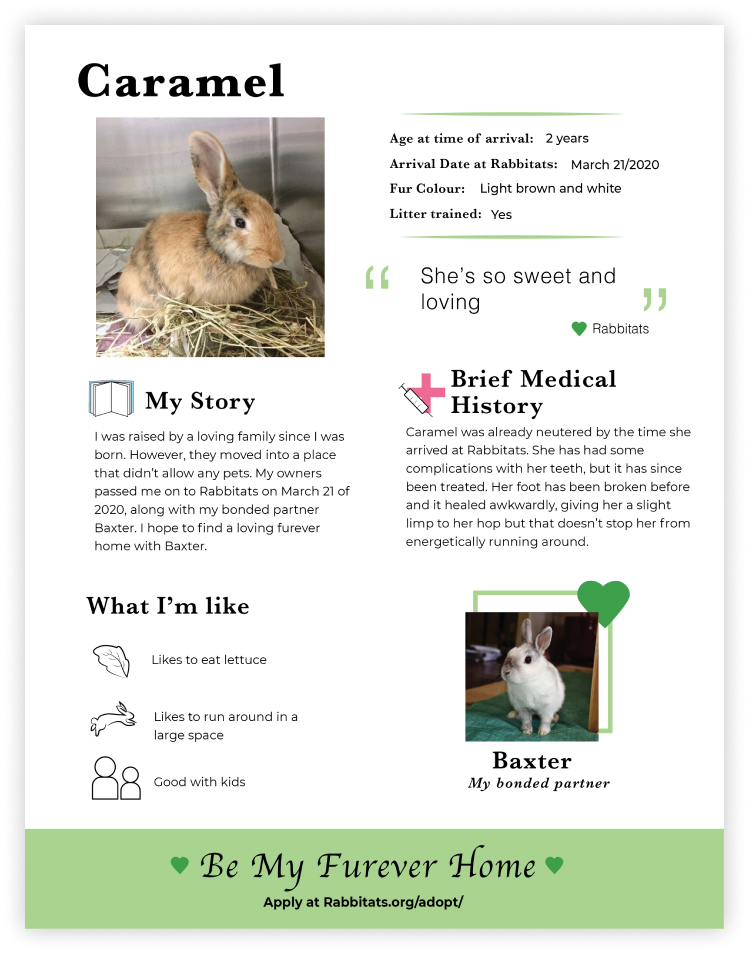 Caramel
Age at time of arrival: 2 years
Arrival Date at Rabbitats: March 21/2020
Fur Colour: Light brown and white
Litter trained: Yes
“ She’s so sweet and
loving ”
Rabbitats
My Story
I was raised by a loving family since I was
born. However, they moved into a place
that didn’t allow any pets. My owners
passed me on to Rabbitats on March 21 of
2020, along with my bonded partner
Baxter. I hope to find a loving furever
home with Baxter.
Brief Medical
History
Caramel was already neutered by the time she
arrived at Rabbitats. She has had some
complications with her teeth, but it has since
been treated. Her foot has been broken before
and it healed awkwardly, giving her a slight
limp to her hop but that doesn’t stop her from
energetically running around.
What I’m like
Likes to eat lettuce
Likes to run around in a
large space
Good with kids
Baxter
My bonded partner
Be My Furever Home
Apply at Rabbitats.org/adopt/